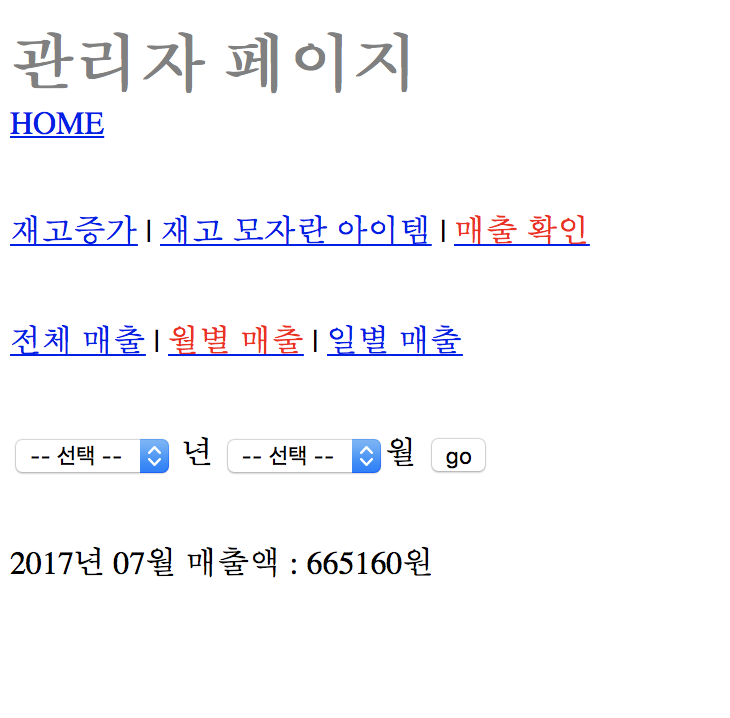 관리자 페이지
HOME
재고증가 | 재고 모자란 아이템 | 매출 확인
전체 매출 | 월별 매출 | 일별 매출
-- 선택 -- 년 -- 선택 -- 월 go
2017년 07월 매출액 : 665160원